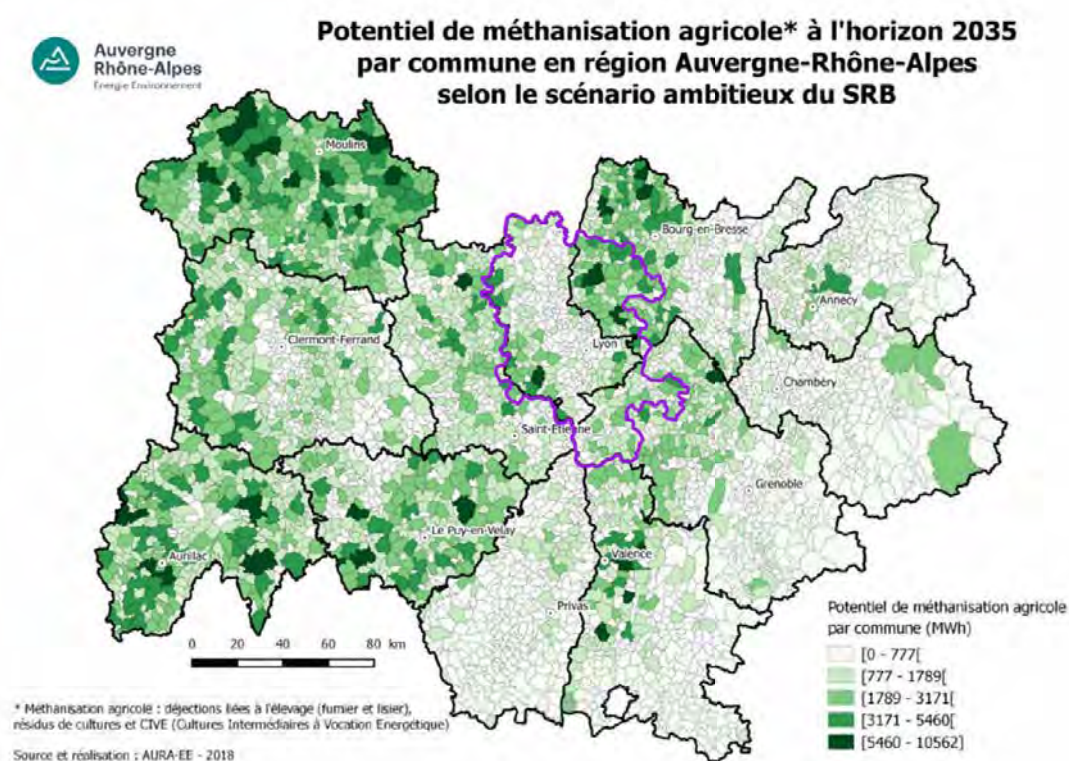 Auvergne
Rhône-Alpes
Energie Environnement
Potentiel de méthanisation agricole* à l'horizon 2035
par commune en région Auvergne-Rhône-Alpes
selon le scénario ambitieux du SRB
Moulins
Bourg-en-Bresse
Annecy
Clermont-Ferrand
Lyon
Chambéry
Saint-Etienne
Grenoble
Le Puy-en-Velay
Aurillac
Valence
Privas
0 20 40 60 80 km
Potentiel de méthanisation agricole
par commune (MWh)
[0 - 777[
[777 - 1789[
[1789 - 3171[
[3171 - 5460[
[5460 - 10562]
* Méthanisation agricole : déjections liées à l'élevage (fumier et lisier),
résidus de cultures et CIVE (Cultures Intermédiaires à Vocation Energétique)
Source et réalisation : AURA-EE - 2018